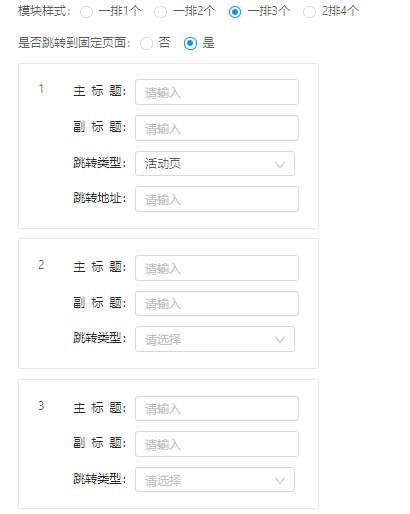 模块样式: 一排1个 一排2个 一排3个 2排4个
是否跳转到固定页面: 否 是
1 主 标 题: 请输入
副 标 题: 请输入
跳转类型: 活动页
跳转地址: 请输入
2 主 标 题: 请输入
副 标 题: 请输入
跳转类型: 请选择
3 主 标 题: 请输入
副 标 题: 请输入
跳转类型: 请选择